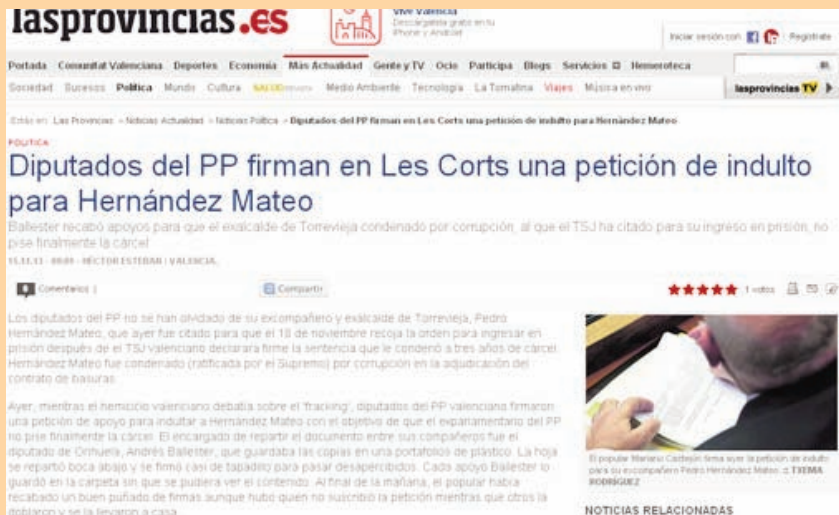 lasprovincias.es
Vive Valencia
Descárgatela gratis en tu
iPhone y Android
Iniciar sesión con Regístrate
Portada Comunitat Valenciana Deportes Economía Más Actualidad Gente y TV Ocio Participa Blogs Servicios Hemeroteca
Sociedad Sucesos Política Mundo Cultura Medio Ambiente Tecnología La Tomatina Viajes Música en vivo lasprovincias TV
Estás en: Las Provincias > Noticias Actualidad > Noticias Política > Diputados del PP firman en Les Corts una petición de indulto para Hernández Mateo
POLÍTICA
Diputados del PP firman en Les Corts una petición de indulto
para Hernández Mateo
Ballester recabó apoyos para que el exalcalde de Torrevieja condenado por corrupción, al que el TSJ ha citado para su ingreso en prisión, no
pise finalmente la cárcel
HÉCTOR ESTEBAN | VALENCIA.
Comentarios Compartir 1 votos
Los diputados del PP no se han olvidado de su excompañero y exalcalde de Torrevieja, Pedro
Hernández Mateo, que ayer fue citado para que el 18 de noviembre recoja la orden para ingresar en
prisión después de el TSJ valenciano declarara firme la sentencia que le condenó a tres años de cárcel.
Hernández Mateo fue condenado (ratificada por el Supremo) por corrupción en la adjudicación del
contrato de basuras.
Ayer, mientras el hemiciclo valenciano debatía sobre el 'fracking', diputados del PP valenciano firmaron
una petición de apoyo para indultar a Hernández Mateo con el objetivo de que el exparlamentario del PP
no pise finalmente la cárcel. El encargado de repartir el documento entre sus compañeros fue el
diputado de Orihuela, Andrés Ballester, que guardaba las copias en una portafolios de plástico. La hoja
se repartió boca abajo y se firmó casi de tapadillo para pasar desapercibidos. Cada apoyo Ballester lo
guardó en la carpeta sin que se pudiera ver el contenido. Al final de la mañana, el popular había
recabado un buen puñado de firmas aunque hubo quien no suscribió la petición mientras que otros la
doblaron y se la llevaron a casa.
El popular Mariano Castejón firma ayer la petición de indulto
para su excompañero Pedro Hernández Mateo. :: TXEMA
RODRÍGUEZ
NOTICIAS RELACIONADAS